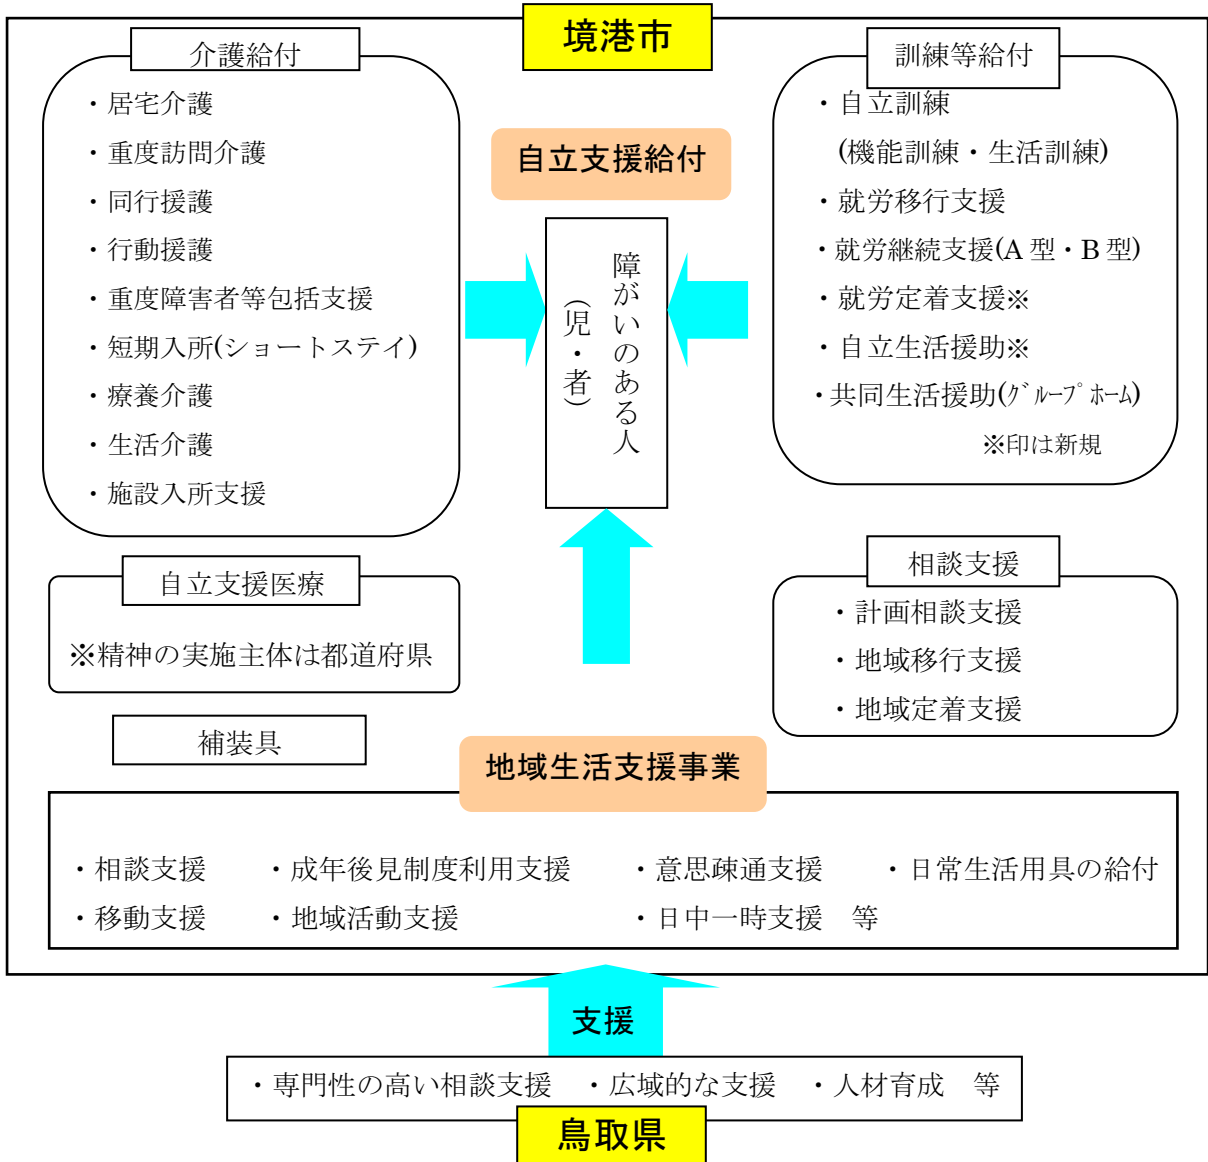 境港市
介護給付
・居宅介護
・重度訪問介護
・同行援護
・行動援護
・重度障害者等包括支援
・短期入所(ショートステイ)
・療養介護
・生活介護
・施設入所支援
自立支援給付
障がいのある人
(児・者)
訓練等給付
・自立訓練
(機能訓練・生活訓練)
・就労移行支援
・就労継続支援(A 型・B 型)
・就労定着支援※
・自立生活援助※
・共同生活援助(ｸﾞﾙｰﾌﾟﾎｰﾑ)
※印は新規
自立支援医療
※精神の実施主体は都道府県
補装具
相談支援
・計画相談支援
・地域移行支援
・地域定着支援
地域生活支援事業
・相談支援　・成年後見制度利用支援　・意思疎通支援　・日常生活用具の給付
・移動支援　・地域活動支援　・日中一時支援　等
支援
・専門性の高い相談支援　・広域的な支援　・人材育成　等
鳥取県